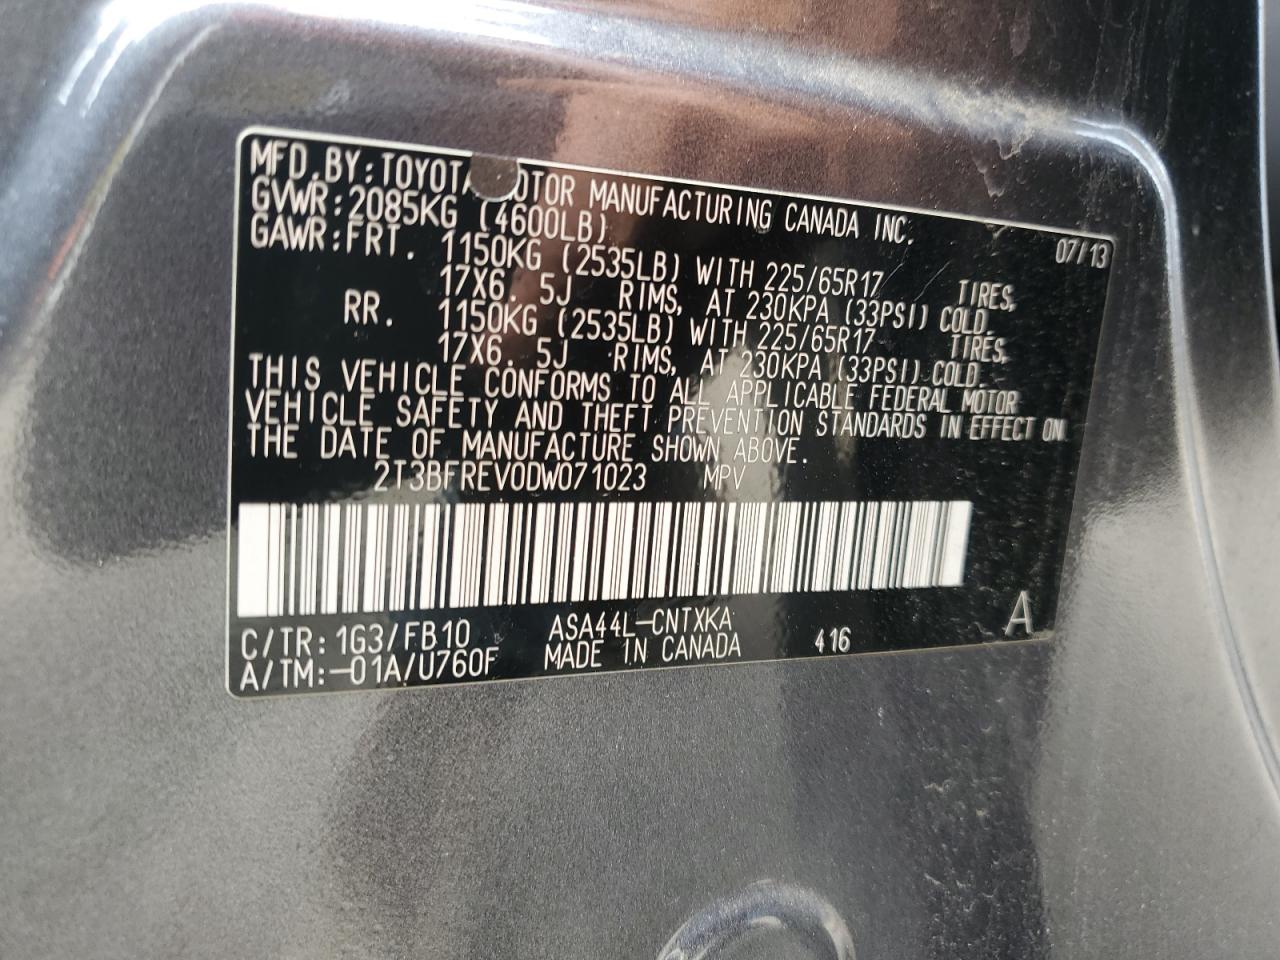 MFD.BY:TOYOTA MOTOR MANUFACTURING CANADA INC.
GVWR:2085KG (4600LB) 07/13
GAWR:FRT. 1150KG (2535LB) WITH 225/65R17 TIRES,
17X6. 5J RIMS, AT 230KPA (33PSI) COLD.
RR. 1150KG (2535LB) WITH 225/65R17 TIRES,
17X6. 5J RIMS, AT 230KPA (33PSI) COLD.
THIS VEHICLE CONFORMS TO ALL APPLICABLE FEDERAL MOTOR
VEHICLE SAFETY AND THEFT PREVENTION STANDARDS IN EFFECT ON
THE DATE OF MANUFACTURE SHOWN ABOVE.
2T3BFREV0DW071023 MPV
C/TR: 1G3/FB10 ASA44L-CNTXKA
A/TM:-01A/U760F MADE IN CANADA 416 A